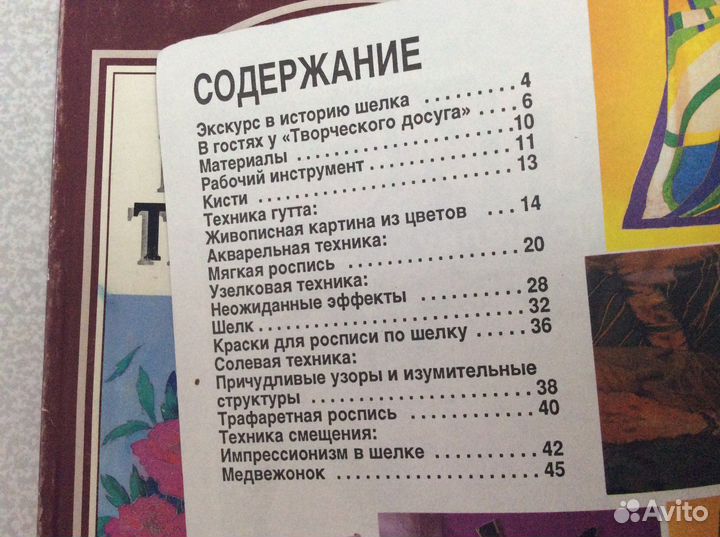 СОДЕРЖАНИЕ
Экскурс в историю шелка ......... 4
В гостях у «Творческого досуга» ..... 6
Материалы ...................... 10
Рабочий инструмент ............... 11
Кисти .......................... 13
Техника гутта:
Живописная картина из цветов ... 14
Акварельная техника:
Мягкая роспись .................. 20
Узелковая техника:
Неожиданные эффекты ........... 28
Шелк .......................... 32
Краски для росписи по шелку ...... 36
Солевая техника:
Причудливые узоры и изумительные
структуры ...................... 38
Трафаретная роспись ............ 40
Техника смещения:
Импрессионизм в шелке .......... 42
Медвежонок .................... 45
Avito